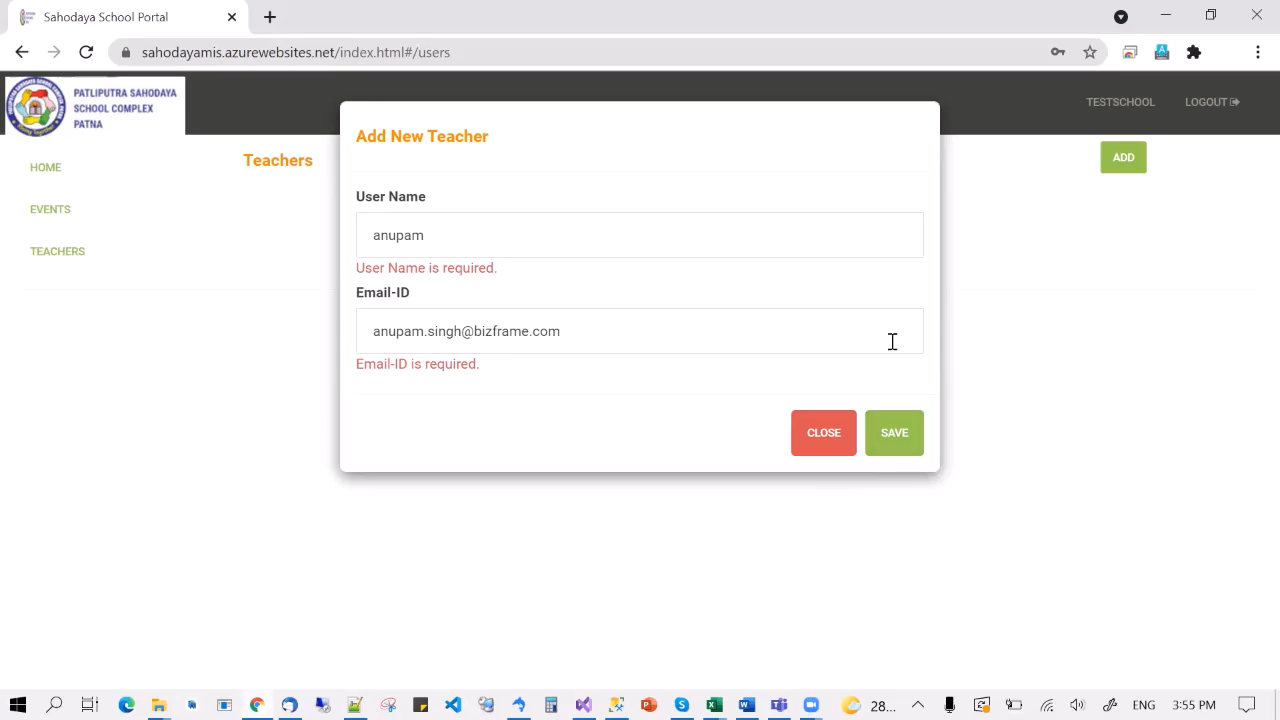 Sahodaya School Portal
sahodayamis.azurewebsites.net/index.html#/users
PATLIPUTRA SAHODAYA
SCHOOL COMPLEX
PATNA
TESTSCHOOL
LOGOUT
HOME
EVENTS
TEACHERS
Teachers
ADD
Add New Teacher
User Name
anupam
User Name is required.
Email-ID
anupam.singh@bizframe.com
Email-ID is required.
CLOSE
SAVE
28...
ENG
3:55 PM